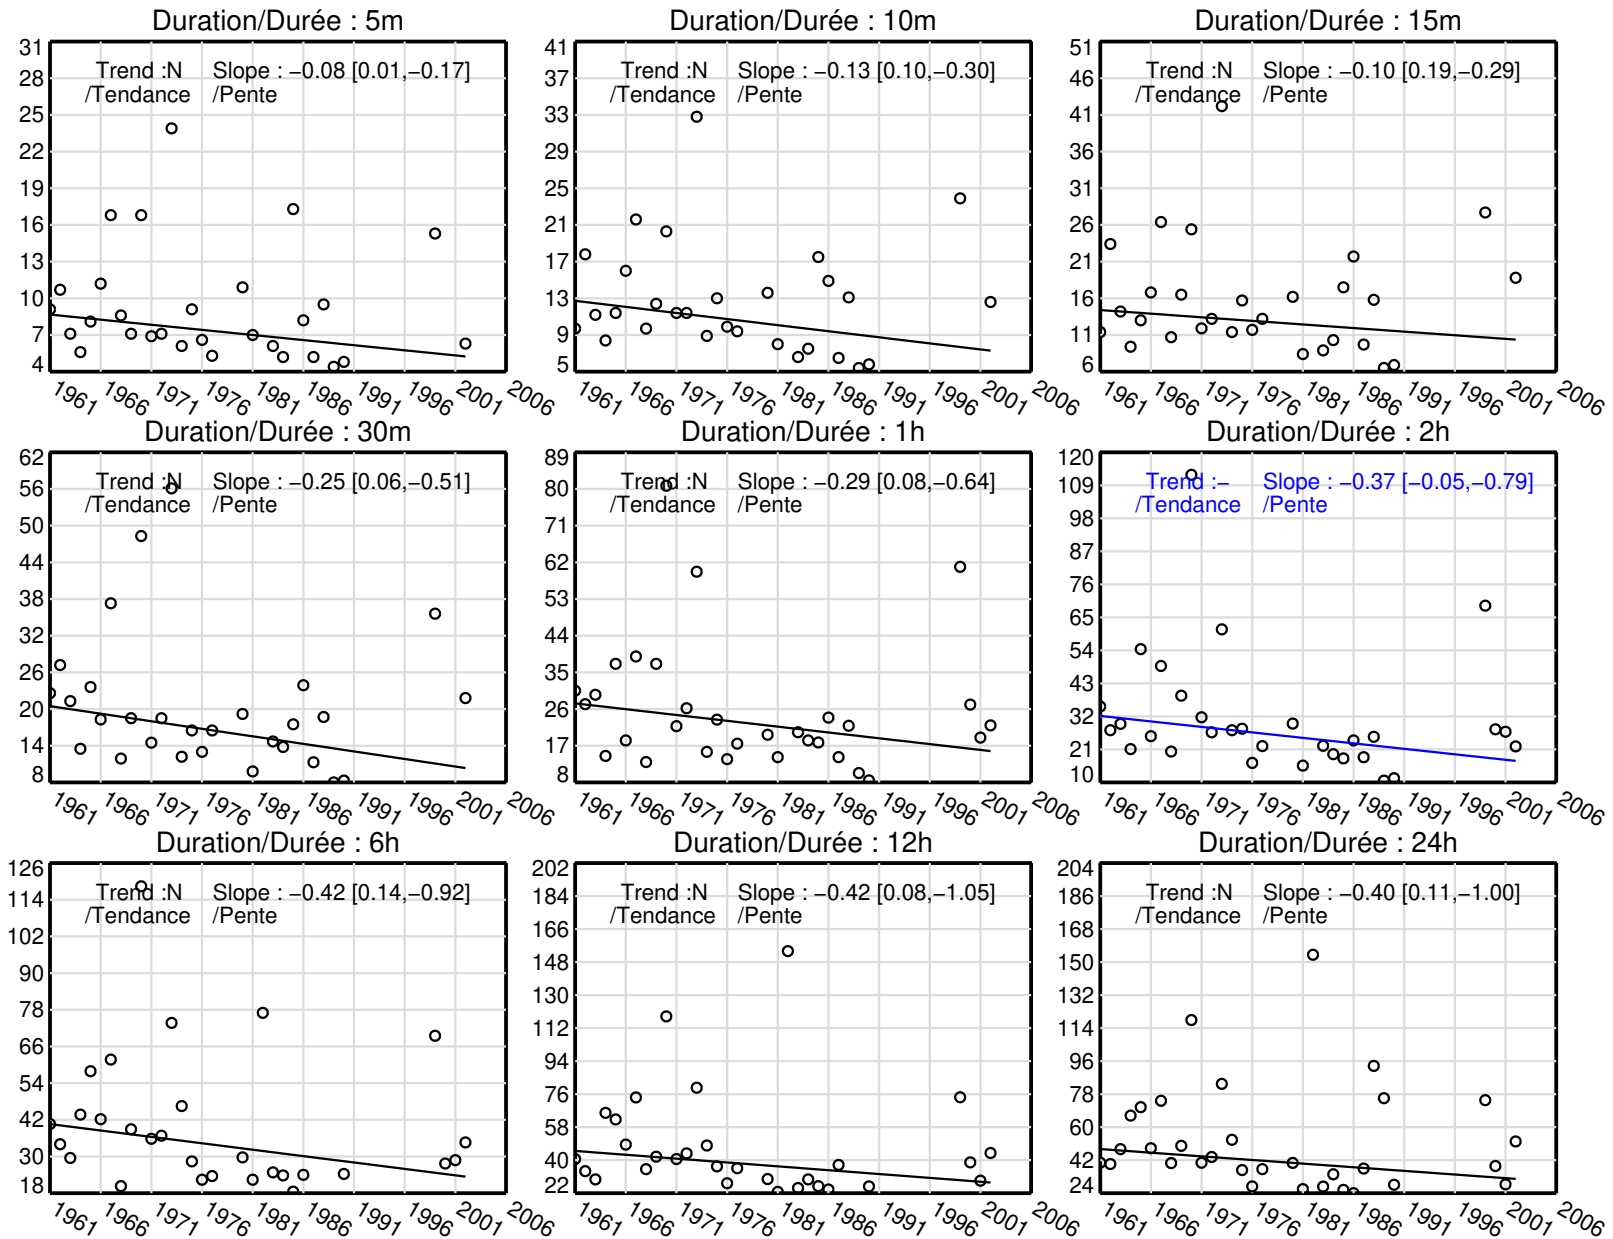 Duration/Durée : 5m
31
28
25
22
19
16
13
10
7
4
Trend :N Slope : −0.08 [0.01,−0.17]
/Tendance /Pente
1961 1966 1971 1976 1981 1986 1991 1996 2001 2006
Duration/Durée : 10m
41
37
33
29
25
21
17
13
9
5
Trend :N Slope : −0.13 [0.10,−0.30]
/Tendance /Pente
1961 1966 1971 1976 1981 1986 1991 1996 2001 2006
Duration/Durée : 15m
51
46
41
36
31
26
21
16
11
6
Trend :N Slope : −0.10 [0.19,−0.29]
/Tendance /Pente
1961 1966 1971 1976 1981 1986 1991 1996 2001 2006
Duration/Durée : 30m
62
56
50
44
38
32
26
20
14
8
Trend :N Slope : −0.25 [0.06,−0.51]
/Tendance /Pente
1961 1966 1971 1976 1981 1986 1991 1996 2001 2006
Duration/Durée : 1h
89
80
71
62
53
44
35
26
17
8
Trend :N Slope : −0.29 [0.08,−0.64]
/Tendance /Pente
1961 1966 1971 1976 1981 1986 1991 1996 2001 2006
Duration/Durée : 2h
120
109
98
87
76
65
54
43
32
21
10
Trend :− Slope : −0.37 [−0.05,−0.79]
/Tendance /Pente
1961 1966 1971 1976 1981 1986 1991 1996 2001 2006
Duration/Durée : 6h
126
114
102
90
78
66
54
42
30
18
Trend :N Slope : −0.42 [0.14,−0.92]
/Tendance /Pente
1961 1966 1971 1976 1981 1986 1991 1996 2001 2006
Duration/Durée : 12h
202
184
166
148
130
112
94
76
58
40
22
Trend :N Slope : −0.42 [0.08,−1.05]
/Tendance /Pente
1961 1966 1971 1976 1981 1986 1991 1996 2001 2006
Duration/Durée : 24h
204
186
168
150
132
114
96
78
60
42
24
Trend :N Slope : −0.40 [0.11,−1.00]
/Tendance /Pente
1961 1966 1971 1976 1981 1986 1991 1996 2001 2006